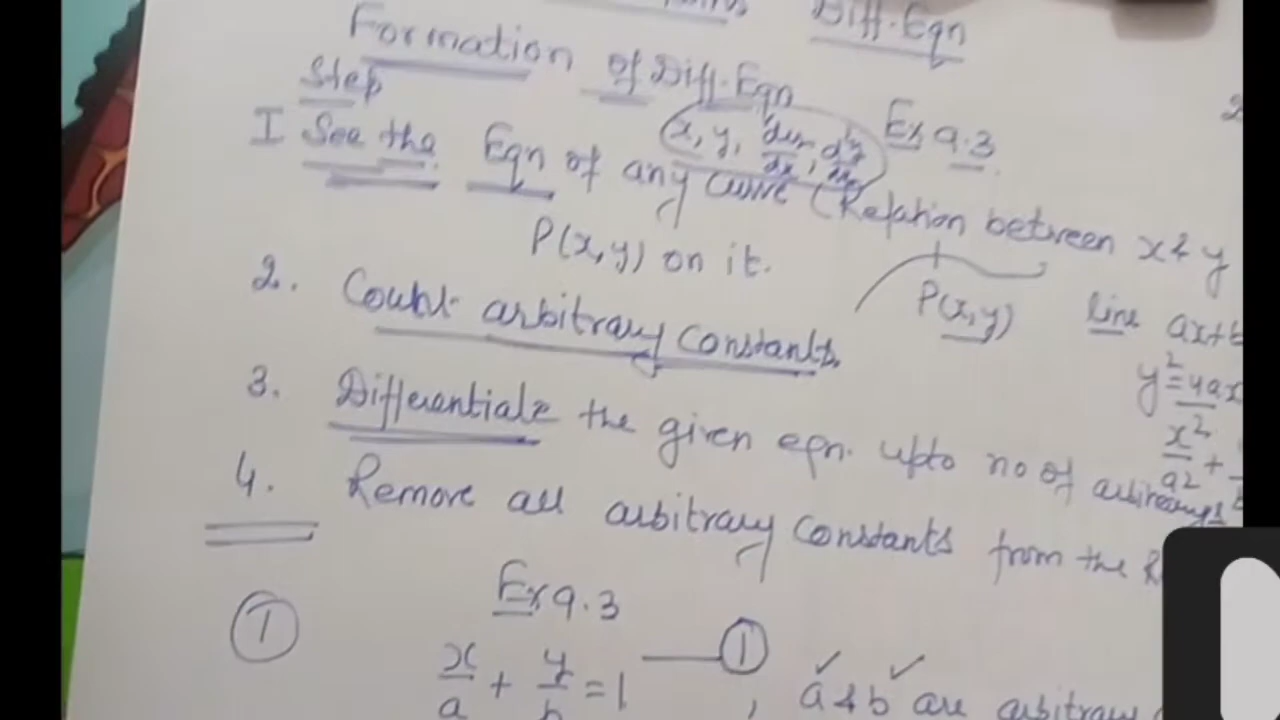 Diff. Eqn
Formation of Diff. Eqn
Step
x, y, dy/dx, d²y/dx² Ex 9.3
I See the Eqn of any curve (Relation between x & y
P(x,y) on it.
P(x,y) line ax+b
2. Count arbitrary Constants.
y² = 4ax
3. Differentiate the given eqn. upto no of arbitrarys
x²/a² +
4. Remove all arbitrary Constants from the
Ex 9.3
① x/a + y/b = 1 —— ① , a & b are arbitrary